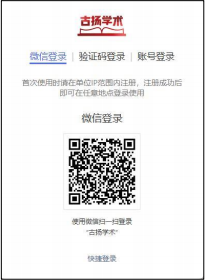 古扬学术
微信登录 | 验证码登录 | 账号登录
首次使用时请在单位IP范围内注册，注册成功后
即可在任意地点登录使用
微信登录
使用微信扫一扫登录
“古扬学术”
快捷登录